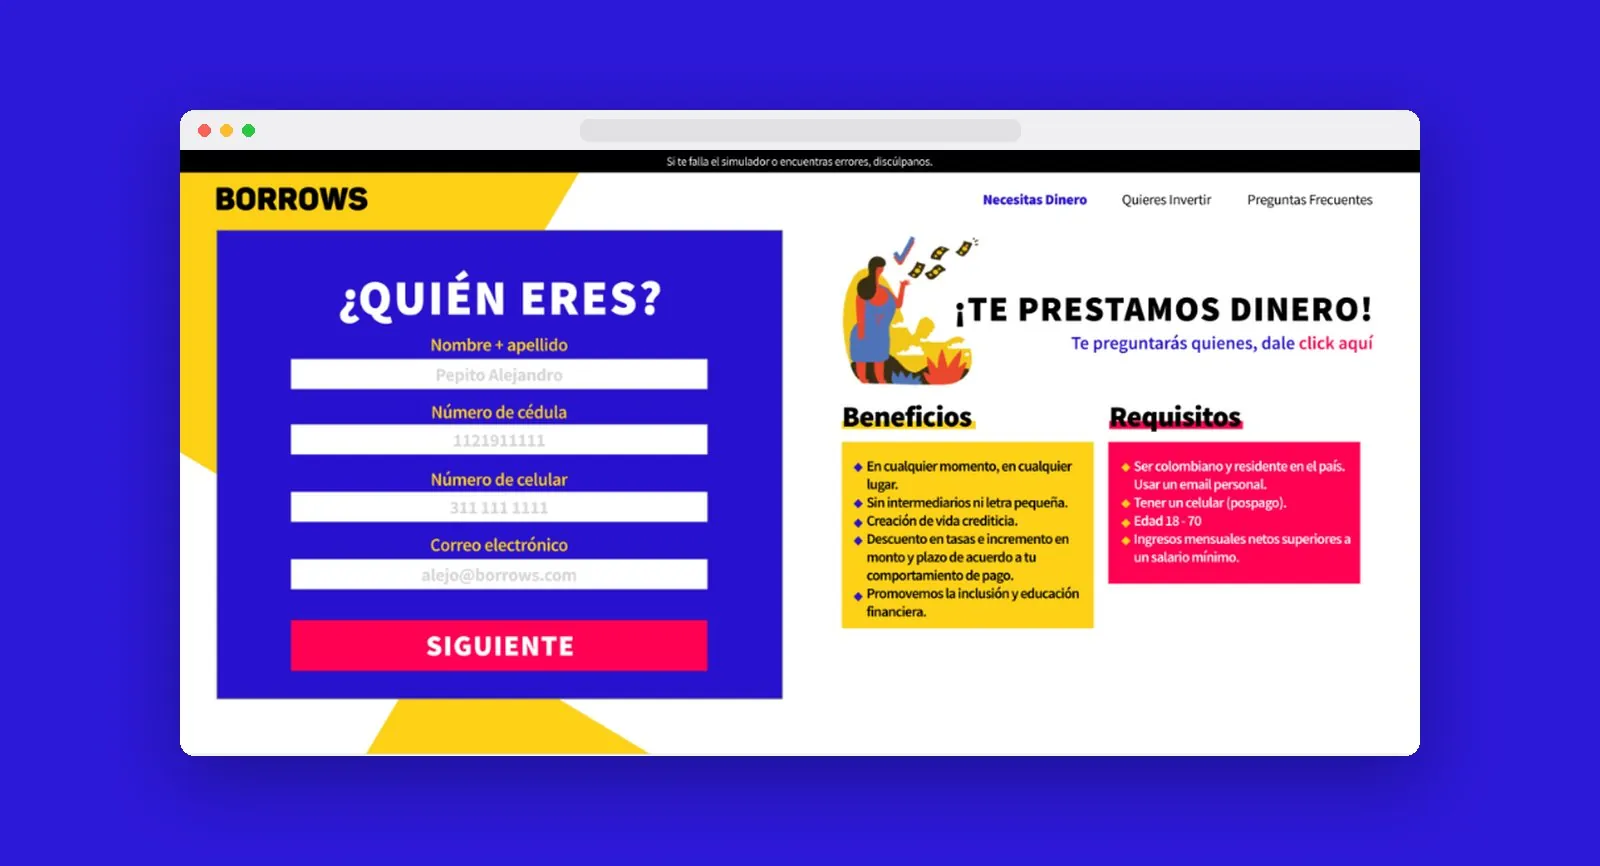 Si te falla el simulador o encuentras errores, discúlpanos.
BORROWS
Necesitas Dinero
Quieres Invertir
Preguntas Frecuentes
¿QUIÉN ERES?
Nombre + apellido
Pepito Alejandro
Número de cédula
1121911111
Número de celular
311 111 1111
Correo electrónico
alejo@borrows.com
SIGUIENTE
¡TE PRESTAMOS DINERO!
Te preguntarás quienes, dale click aquí
Beneficios
En cualquier momento, en cualquier
lugar.
Sin intermediarios ni letra pequeña.
Creación de vida crediticia.
Descuento en tasas e incremento en
monto y plazo de acuerdo a tu
comportamiento de pago.
Promovemos la inclusión y educación
financiera.
Requisitos
Ser colombiano y residente en el país.
Usar un email personal.
Tener un celular (pospago).
Edad 18 - 70
Ingresos mensuales netos superiores a
un salario mínimo.